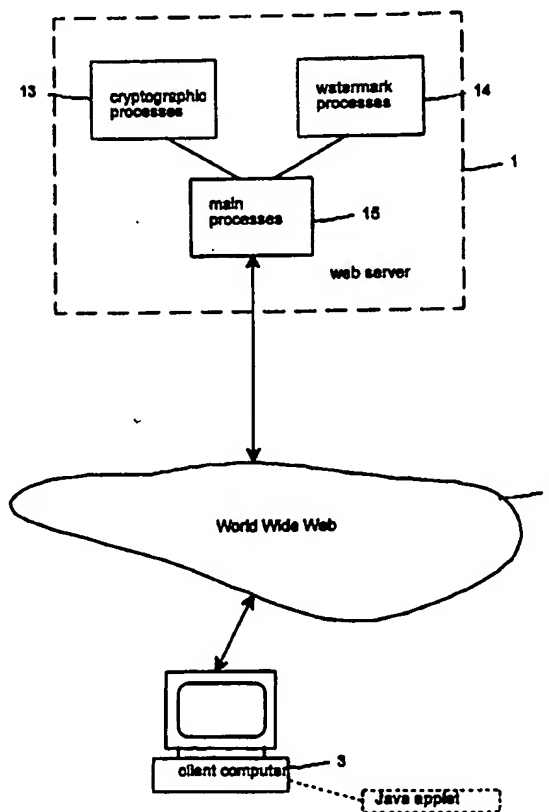 13
cryptographic
processes
watermark
processes
14
1
main
processes
15
web server
World Wide Web
client computer
3
Java applet